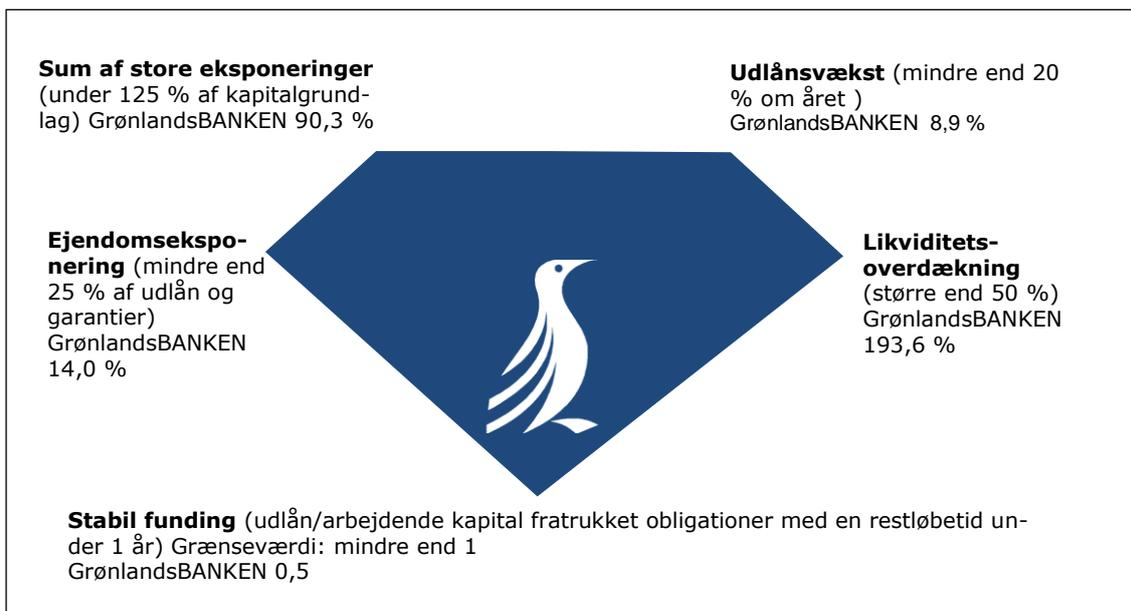 Sum af store eksponeringer
(under 125 % af kapitalgrund-
lag) GrønlandsBANKEN 90,3 %
Udlånsvækst (mindre end 20
% om året )
GrønlandsBANKEN 8,9 %
Ejendomsekspo-
nering (mindre end
25 % af udlån og
garantier)
GrønlandsBANKEN
14,0 %
Likviditets-
overdækning
(større end 50 %)
GrønlandsBANKEN
193,6 %
Stabil funding (udlån/arbejdende kapital fratrukket obligationer med en restløbetid un-
der 1 år) Grænseværdi: mindre end 1
GrønlandsBANKEN 0,5